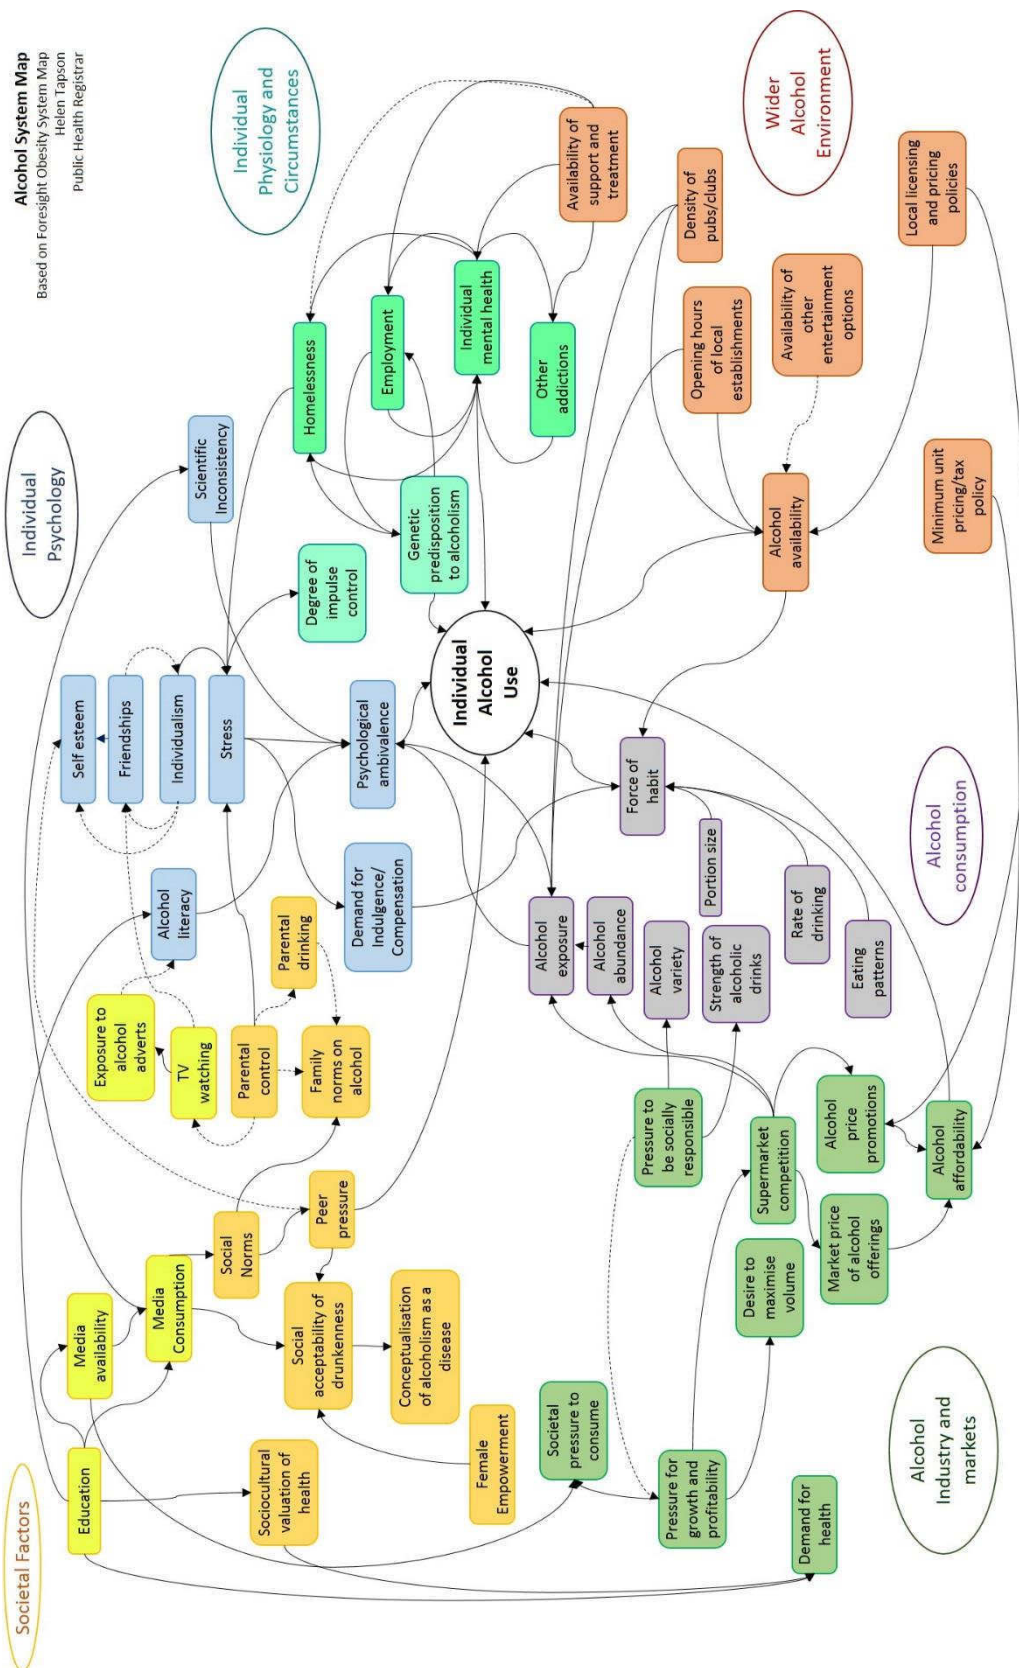 Alcohol System Map
Based on Foresight Obesity System Map
Helen Tapson
Public Health Registrar
Societal Factors
Individual
Psychology
Individual
Physiology and
Circumstances
Education
Media
availability
Media
Consumption
Exposure to
alcohol
adverts
TV
watching
Sociocultural
valuation of
health
Social
Norms
Peer
pressure
Social
acceptability of
drunkenness
Conceptualisation
of alcoholism as a
disease
Female
Empowerment
Parental
control
Parental
drinking
Family
norms on
alcohol
Alcohol
literacy
Self esteem
Friendships
Individualism
Stress
Psychological
ambivalence
Demand for
Indulgence/
Compensation
Scientific
Inconsistency
Degree of
impulse
control
Genetic
predisposition
to alcoholism
Homelessness
Employment
Individual
mental health
Other
addictions
Availability of
support and
treatment
Individual
Alcohol
Use
Societal
pressure to
consume
Pressure for
growth and
profitability
Demand for
health
Desire to
maximise
volume
Pressure to
be socially
responsible
Supermarket
competition
Market price
of alcohol
offerings
Alcohol
price
promotions
Alcohol
affordability
Alcohol
exposure
Alcohol
abundance
Alcohol
variety
Strength of
alcoholic
drinks
Force of
habit
Portion size
Rate of
drinking
Eating
patterns
Density of
pubs/clubs
Opening hours
of local
establishments
Alcohol
availability
Availability of
other
entertainment
options
Local licensing
and pricing
policies
Minimum unit
pricing/tax
policy
Wider
Alcohol
Environment
Alcohol
Industry and
markets
Alcohol
consumption